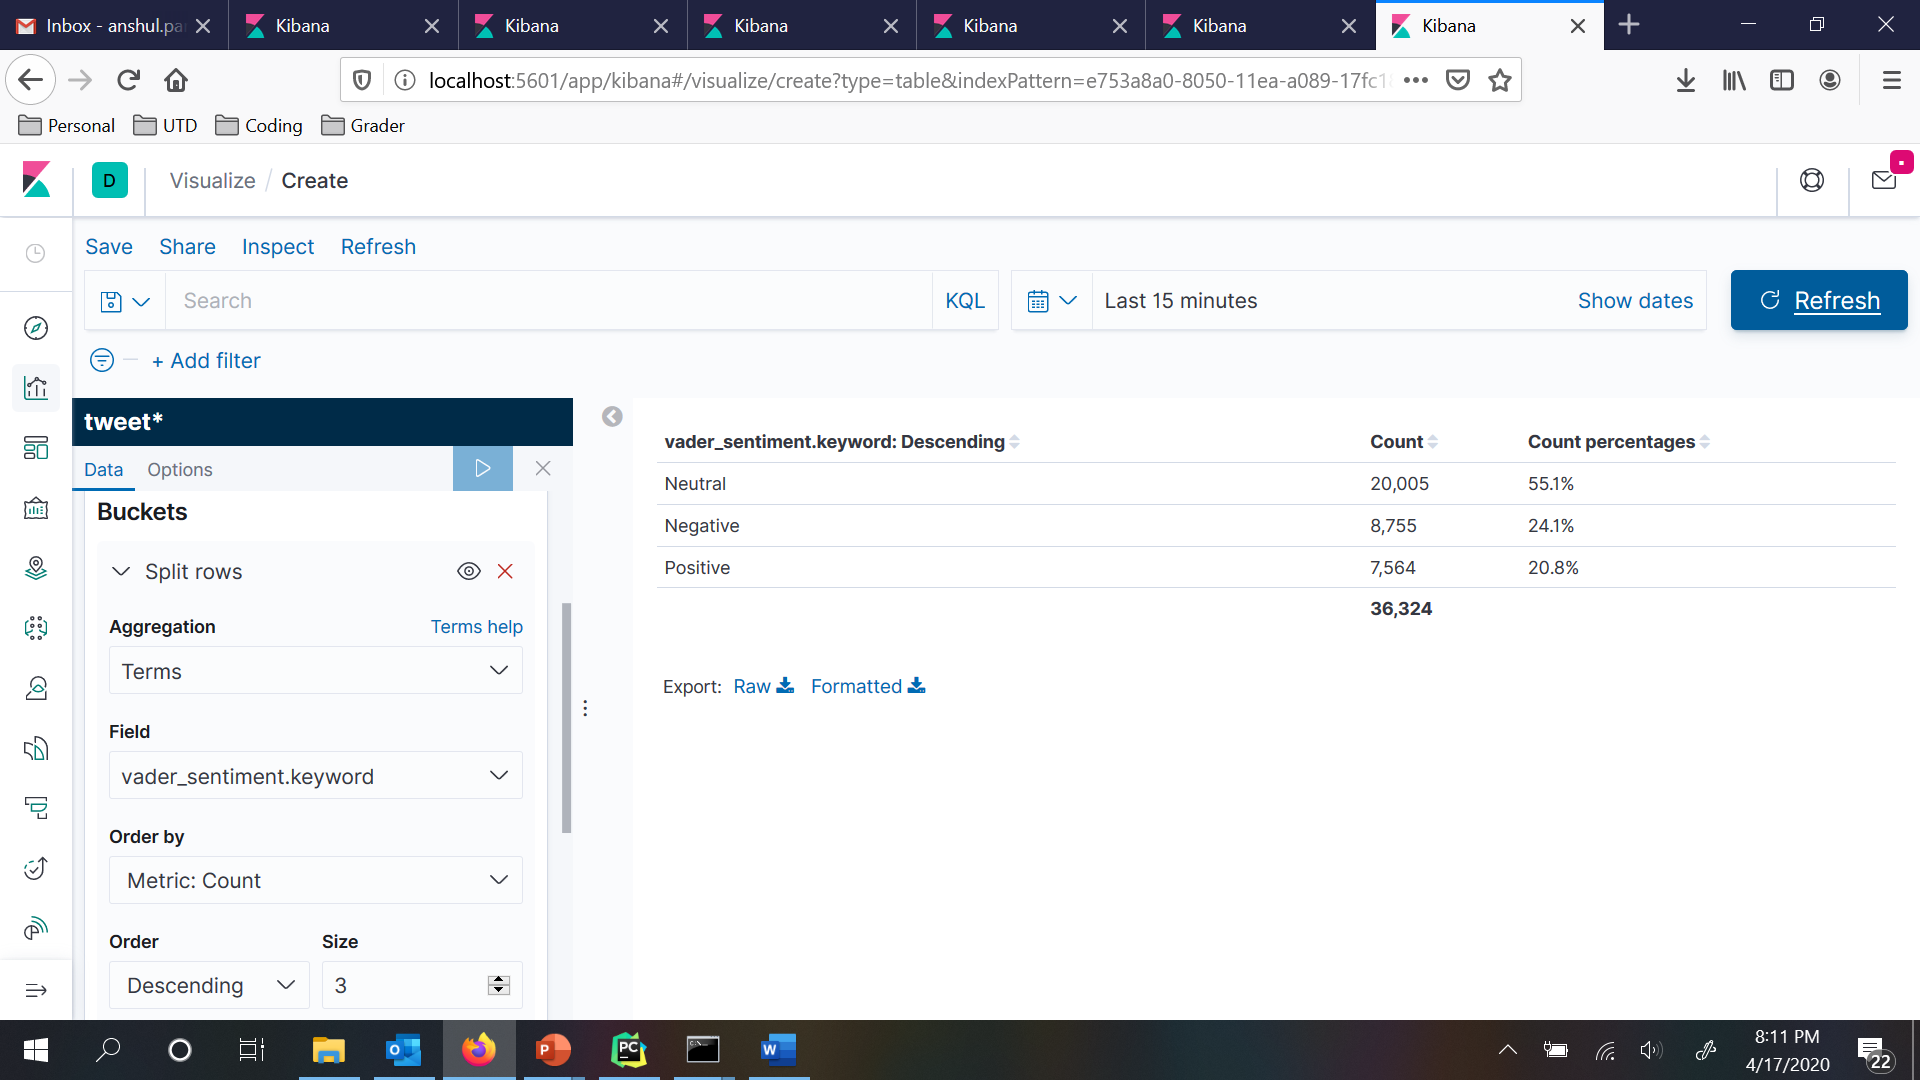 Inbox - anshul.pa
Kibana
Kibana
Kibana
Kibana
Kibana
Kibana
localhost:5601/app/kibana#/visualize/create?type=table&indexPattern=e753a8a0-8050-11ea-a089-17fc1
Personal
UTD
Coding
Grader
D
Visualize / Create
Save
Share
Inspect
Refresh
Search
KQL
Last 15 minutes
Show dates
Refresh
+ Add filter
tweet*
Data
Options
Buckets
Split rows
Aggregation
Terms help
Terms
Field
vader_sentiment.keyword
Order by
Metric: Count
Order
Size
Descending
3
vader_sentiment.keyword: Descending
Count
Count percentages
Neutral
20,005
55.1%
Negative
8,755
24.1%
Positive
7,564
20.8%
36,324
Export:
Raw
Formatted
8:11 PM
4/17/2020
22